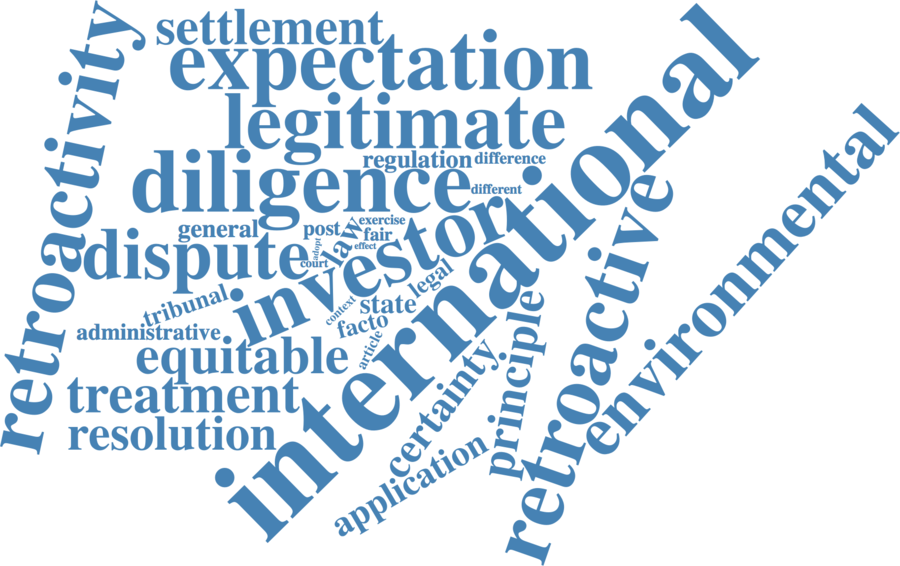 settlement
expectation
legitimate
retroactivity
international
environmental
regulation
difference
diligence
different
retroactive
investor
exercise
general
post
law
fair
effect
adopt
court
dispute
legal
tribunal
context
state
administrative
facto
article
equitable
principle
treatment
certainty
resolution
application